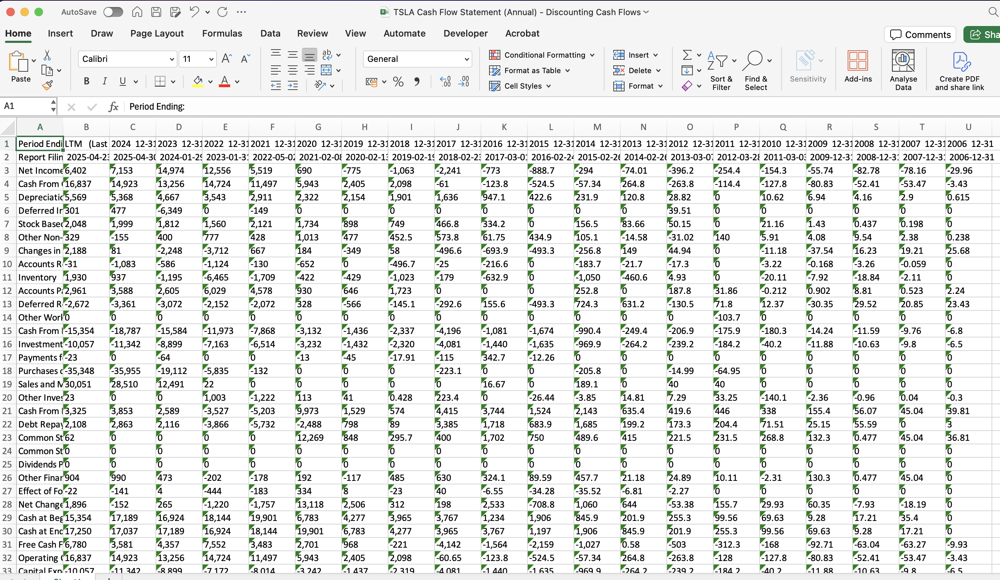 AutoSave TSLA Cash Flow Statement (Annual) - Discounting Cash Flows
Home Insert Draw Page Layout Formulas Data Review View Automate Developer Acrobat Comments
Paste
Calibri 11
B I U
ab
General
% .0 .00 .00 .0
Conditional Formatting
Format as Table
Cell Styles
Insert
Delete
Format
Sort & Filter
Find & Select
Sensitivity
Add-ins
Analyse Data
Create PDF and share link
A1 fx Period Ending:
A B C D E F G H I J K L M N O P Q R S T U
1 Period Endi LTM (Last 2024 12-31 2023 12-31 2022 12-31 2021 12-31 2020 12-31 2019 12-31 2018 12-31 2017 12-31 2016 12-31 2015 12-31 2014 12-31 2013 12-31 2012 12-31 2011 12-31 2010 12-31 2009 12-31 2008 12-31 2007 12-31 2006 12-31
2 Report Filin 2025-04-23 2025-04-30 2024-01-29 2023-01-31 2022-05-02 2021-02-08 2020-02-13 2019-02-19 2018-02-23 2017-03-01 2016-02-24 2015-02-26 2014-02-26 2013-03-07 2012-03-28 2011-03-03 2009-12-31 2008-12-31 2007-12-31 2006-12-31
3 Net Income 6,402 7,153 14,974 12,556 5,519 690 -775 -1,063 -2,241 -773 -888.7 -294 -74.01 -396.2 -254.4 -154.3 -55.74 -82.78 -78.16 -29.96
4 Cash From 16,837 14,923 13,256 14,724 11,497 5,943 2,405 2,098 -61 -123.8 -524.5 -57.34 264.8 -263.8 -114.4 -127.8 -80.83 -52.41 -53.47 -3.43
5 Depreciatio 5,569 5,368 4,667 3,543 2,911 2,322 2,154 1,901 1,636 947.1 422.6 231.9 120.8 28.82 0 10.62 6.94 4.16 2.9 0.615
6 Deferred In 301 477 -6,349 0 -149 0 0 0 0 0 0 0 0 39.51 0 0 0 0 0 0
7 Stock Based 2,048 1,999 1,812 1,560 2,121 1,734 898 749 466.8 334.2 0 156.5 83.66 50.15 0 21.16 1.43 0.437 0.198 0
8 Other Non- 329 -155 400 777 428 1,013 477 452.5 573.8 61.75 434.9 105.1 -14.58 -31.02 140 5.91 4.08 9.54 2.38 0.238
9 Changes in 2,188 81 -2,248 -3,712 667 184 -349 58 -496.6 -693.9 -493.3 -256.8 149 44.94 0 -11.18 -37.54 16.23 19.21 25.68
10 Accounts R -31 -1,083 -586 -1,124 -130 -652 0 -496.7 -25 -216.6 0 -183.7 -21.7 -17.3 0 -3.22 -0.168 -3.26 -0.059 0
11 Inventory 1,930 937 -1,195 -6,465 -1,709 -422 -429 -1,023 -179 -632.9 0 -1,050 -460.6 4.93 0 -20.11 -7.92 -18.84 -2.11 0
12 Accounts Pa 2,961 3,588 2,605 6,029 4,578 930 646 1,723 0 0 0 252.8 0 187.8 31.86 -0.212 0.902 8.81 0.523 2.24
13 Deferred R -2,672 -3,361 -3,072 -2,152 -2,072 328 -566 -145.1 -292.6 155.6 -493.3 724.3 631.2 -130.5 71.8 12.37 -30.35 29.52 20.85 23.43
14 Other Work 0 0 0 0 0 0 0 0 0 0 0 0 0 0 -103.7 0 0 0 0 0
15 Cash From -15,354 -18,787 -15,584 -11,973 -7,868 -3,132 -1,436 -2,337 -4,196 -1,081 -1,674 -990.4 -249.4 -206.9 -175.9 -180.3 -14.24 -11.59 -9.76 -6.8
16 Investment -10,057 -11,342 -8,899 -7,163 -6,514 -3,232 -1,432 -2,320 -4,081 -1,440 -1,635 -969.9 -264.2 -239.2 -184.2 -40.2 -11.88 -10.63 -9.8 -6.5
17 Payments f -23 0 -64 0 0 -13 -45 -17.91 -115 342.7 -12.26 0 0 0 0 0 0 0 0 0
18 Purchases o -35,348 -35,955 -19,112 -5,835 -132 0 0 0 -223.1 0 0 -205.8 0 -14.99 -64.95 0 0 0 0 0
19 Sales and M 30,051 28,510 12,491 22 0 0 0 0 0 16.67 0 189.1 0 40 40 0 0 0 0 0
20 Other Inves 23 0 0 1,003 -1,222 113 41 0.428 223.4 0 -26.44 -3.85 14.81 7.29 33.25 -140.1 -2.36 -0.96 0.04 -0.3
21 Cash From 3,325 3,853 2,589 -3,527 -5,203 9,973 1,529 574 4,415 3,744 1,524 2,143 635.4 419.6 446 338 155.4 56.07 45.04 39.81
22 Debt Repay 2,108 2,863 2,116 -3,866 -5,732 -2,488 798 89 3,385 1,718 683.9 1,685 199.2 173.3 204.4 71.51 25.15 55.59 0 3
23 Common St 62 0 0 0 0 12,269 848 295.7 400 1,702 750 489.6 415 221.5 231.5 268.8 132.3 0.477 45.04 36.81
24 Common St 0 0 0 0 0 0 0 0 0 0 0 0 0 0 0 0 0 0 0 0
25 Dividends P 0 0 0 0 0 0 0 0 0 0 0 0 0 0 0 0 0 0 0 0
26 Other Finan 904 990 473 -202 -178 192 -117 485 630 324.1 89.59 457.7 21.18 24.89 10.11 -2.31 130.3 0.477 45.04 0
27 Effect of Fo -22 -141 4 -444 -183 334 8 -23 40 -6.55 -34.28 -35.52 -6.81 -2.27 0 0 0 0 0 0
28 Net Change 1,896 -152 265 -1,220 -1,757 13,118 2,506 312 198 2,533 -708.8 1,060 644 -53.38 155.7 29.93 60.35 -7.93 -18.19 0
29 Cash at Beg 15,354 17,189 16,924 18,144 19,901 6,783 4,277 3,965 3,767 1,234 1,906 845.9 201.9 255.3 99.56 69.63 9.28 17.21 35.4 0
30 Cash at End 17,250 17,037 17,189 16,924 18,144 19,901 6,783 4,277 3,965 3,767 1,197 1,906 845.9 201.9 255.3 99.56 69.63 9.28 17.21 0
31 Free Cash F 6,780 3,581 4,357 7,552 3,483 2,701 968 -221 -4,142 -1,564 -2,159 -1,027 0.58 -503 -312.3 -168 -92.71 -63.04 -63.27 -9.93
32 Operating 16,837 14,923 13,256 14,724 11,497 5,943 2,405 2,098 -60.65 -123.8 -524.5 -57.34 264.8 -263.8 -128 -127.8 -80.83 -52.41 -53.47 -3.43
33 Capital Exp -10,057 -11,342 -8,899 -7,172 -8,014 -3,242 -1,437 -2,319 -4,081 -1,440 -1,635 -969.9 -264.2 -239.2 -184.2 -40.2 -11.88 -10.63 -9.8 -6.5